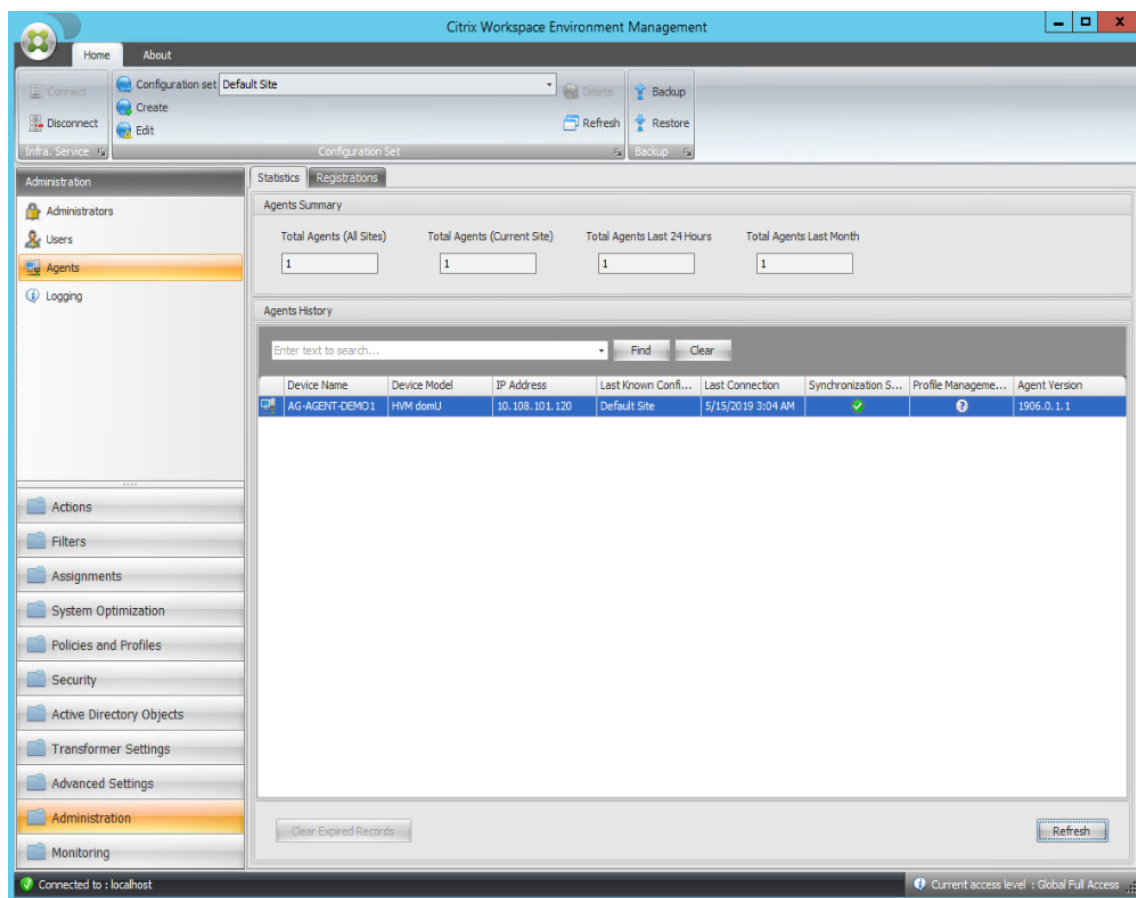 Citrix Workspace Environment Management
Home About
Connect
Disconnect
Infra. Service
Configuration set Default Site
Create
Edit
Delete
Refresh
Configuration Set
Backup
Restore
Backup
Administration
Administrators
Users
Agents
Logging
Statistics Registrations
Agents Summary
Total Agents (All Sites) Total Agents (Current Site) Total Agents Last 24 Hours Total Agents Last Month
1 1 1 1
Agents History
Enter text to search... Find Clear
Device Name Device Model IP Address Last Known Confi... Last Connection Synchronization S... Profile Manageme... Agent Version
AG-AGENT-DEMO1 HVM domU 10.108.101.120 Default Site 5/15/2019 3:04 AM 1906.0.1.1
Actions
Filters
Assignments
System Optimization
Policies and Profiles
Security
Active Directory Objects
Transformer Settings
Advanced Settings
Administration
Monitoring
Clear Expired Records Refresh
Connected to : localhost Current access level : Global Full Access